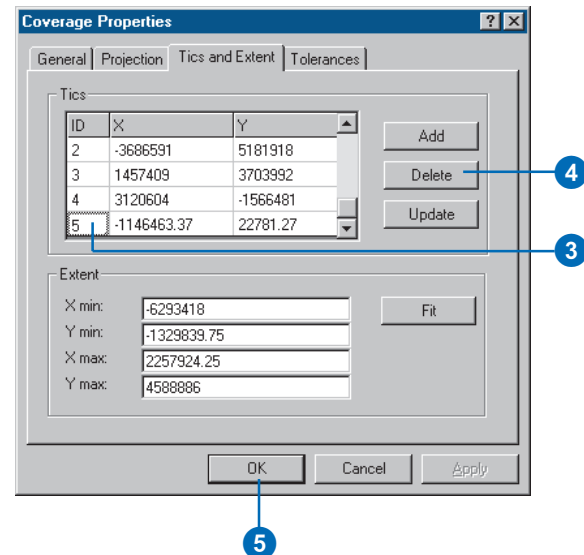 Coverage Properties
General Projection Tics and Extent Tolerances
Tics
ID X Y
2 -3686591 5181918
3 1457409 3703992
4 3120604 -1566481
5 -1146463.37 22781.27
Add
Delete
Update
4
3
Extent
X min: -6293418
Y min: -1329839.75
X max: 2257924.25
Y max: 4588886
Fit
OK Cancel Apply
5